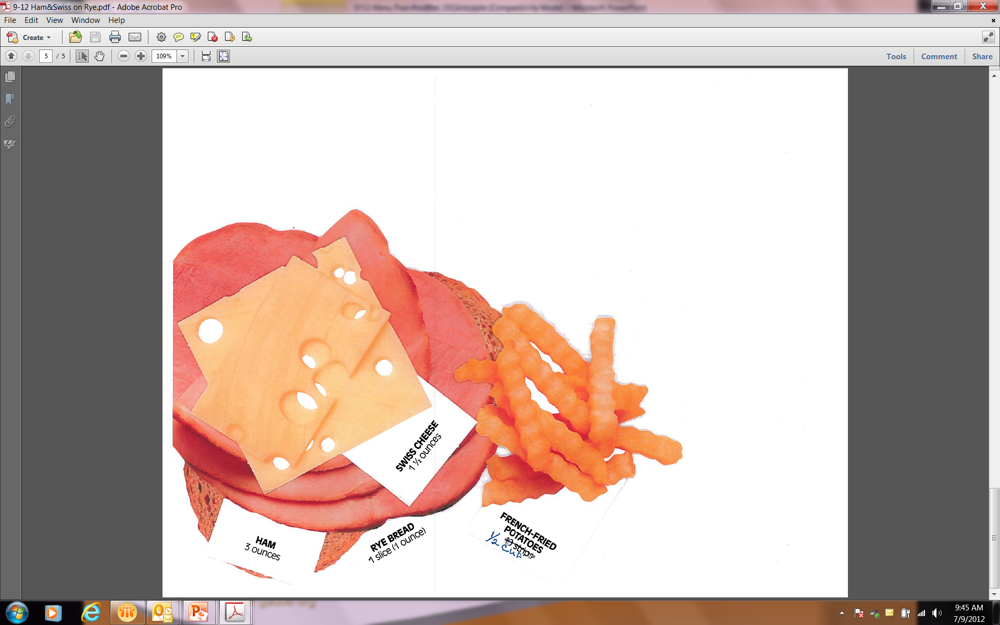 9-12 Ham&Swiss on Rye.pdf - Adobe Acrobat Pro
File Edit View Window Help
Create
5 / 5 109% Tools Comment Share
SWISS CHEESE
1 ½ ounces
HAM
3 ounces
RYE BREAD
1 slice (1 ounce)
FRENCH-FRIED
POTATOES
10 strips
1/2 cup
9:45 AM
7/9/2012